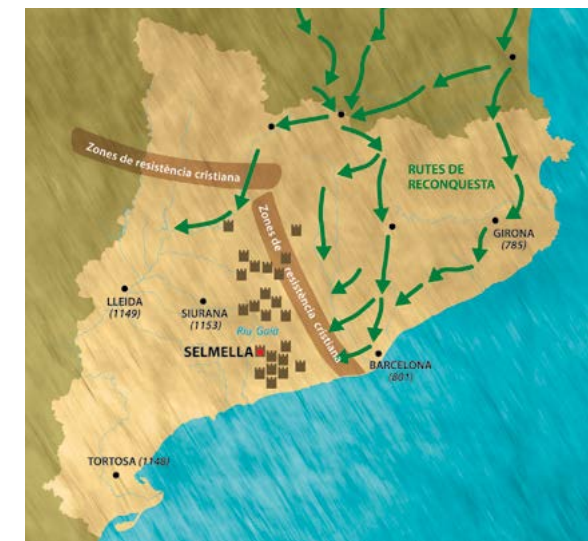 Zones de resistència cristiana
RUTES DE
RECONQUESTA
Zones de resistència cristiana
GIRONA
(785)
LLEIDA
(1149)
SIURANA
(1153)
Riu Gaià
SELMELLA
BARCELONA
(801)
TORTOSA (1148)